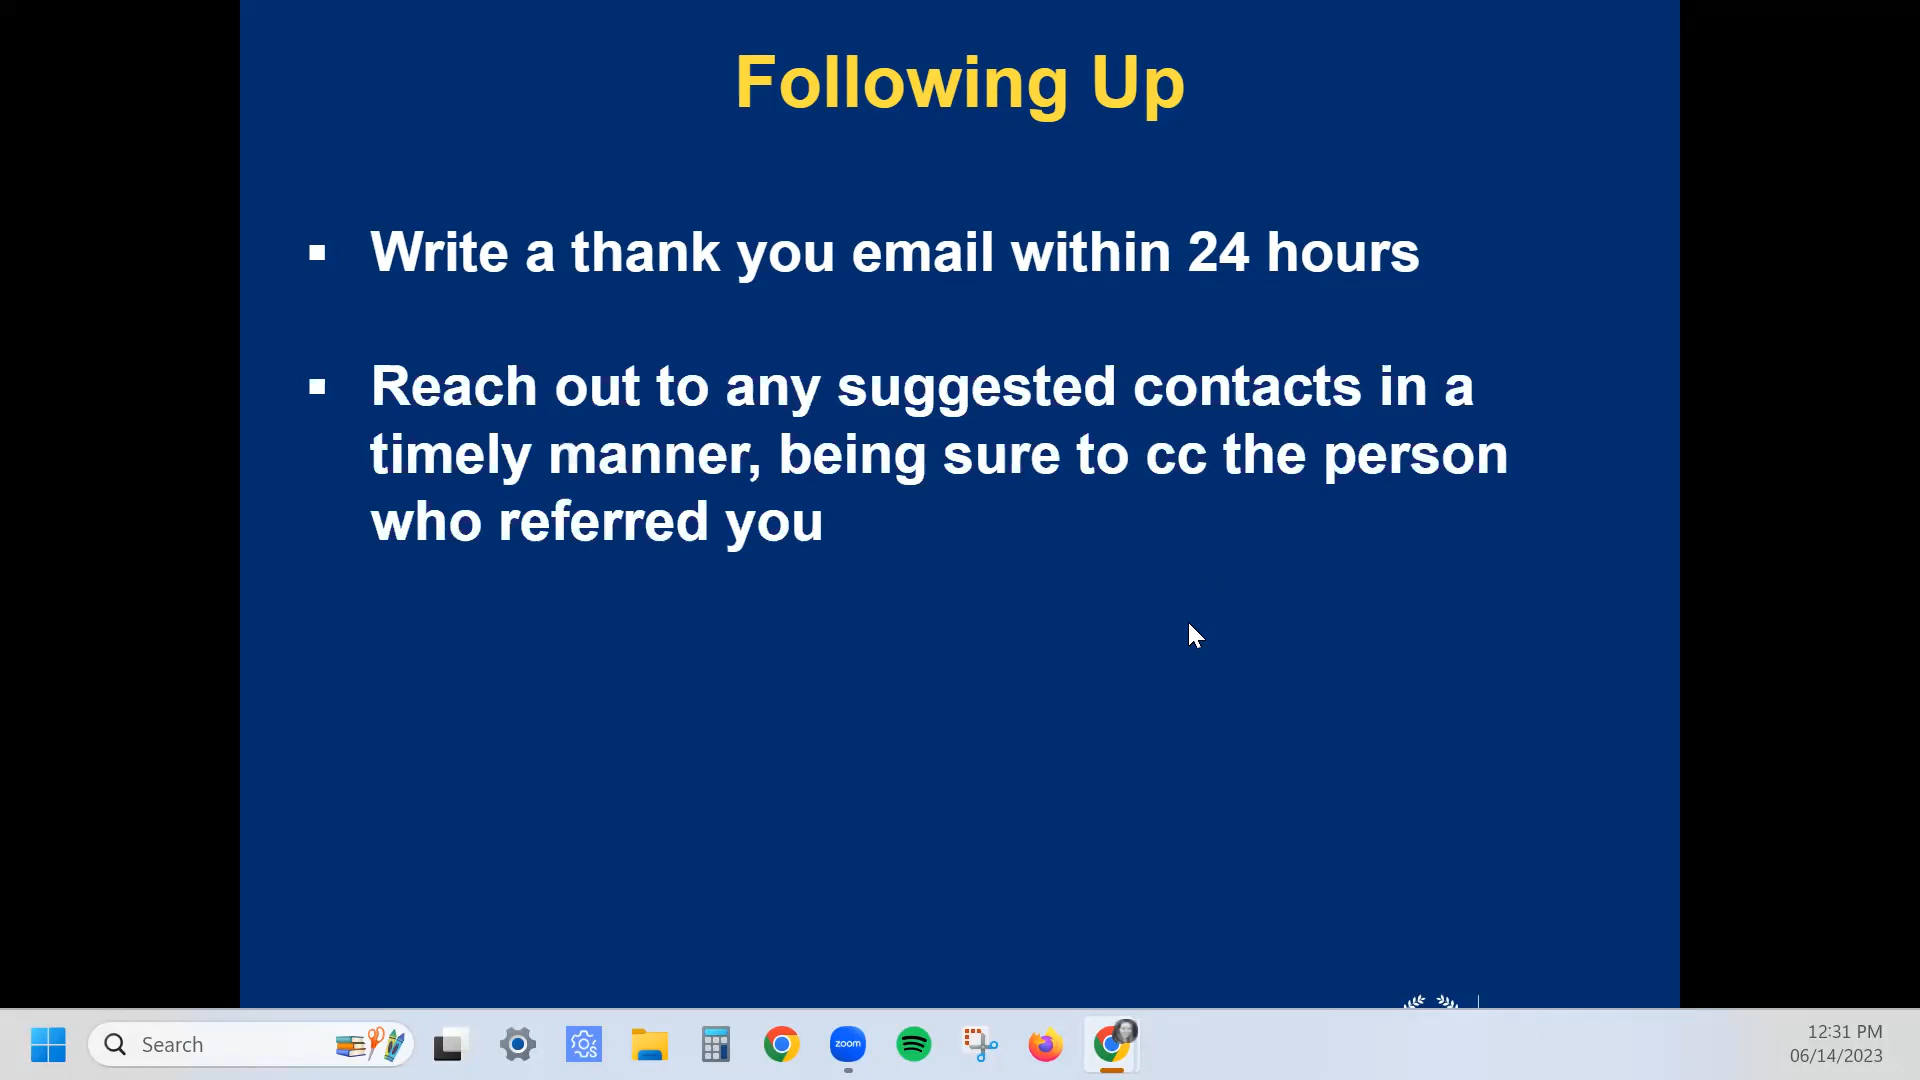 Following Up
▪ Write a thank you email within 24 hours
▪ Reach out to any suggested contacts in a
timely manner, being sure to cc the person
who referred you
Search
zoom
12:31 PM
06/14/2023